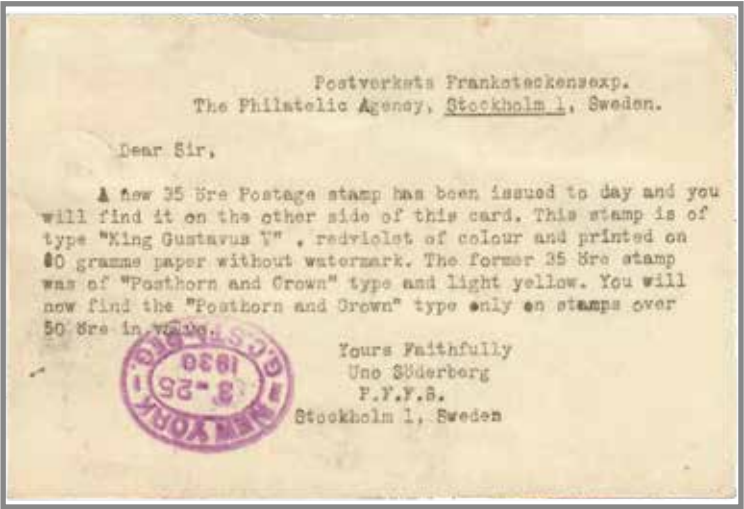 Postverkets Frankoteckensexp.
The Philatelic Agency, Stockholm 1, Sweden.
Dear Sir,
A new 35 öre Postage stamp has been issued to day and you
will find it on the other side of this card. This stamp is of
type "King Gustavus V" , redviolet of colour and printed on
80 gramme paper without watermark. The former 35 öre stamp
was of "Posthorn and Crown" type and light yellow. You will
now find the "Posthorn and Crown" type only on stamps over
50 öre in value.
Yours Faithfully
Uno Söderberg
P.F.F.S.
Stockholm 1, Sweden
NEW YORK
G.C.STA. REG.
3-25
1930